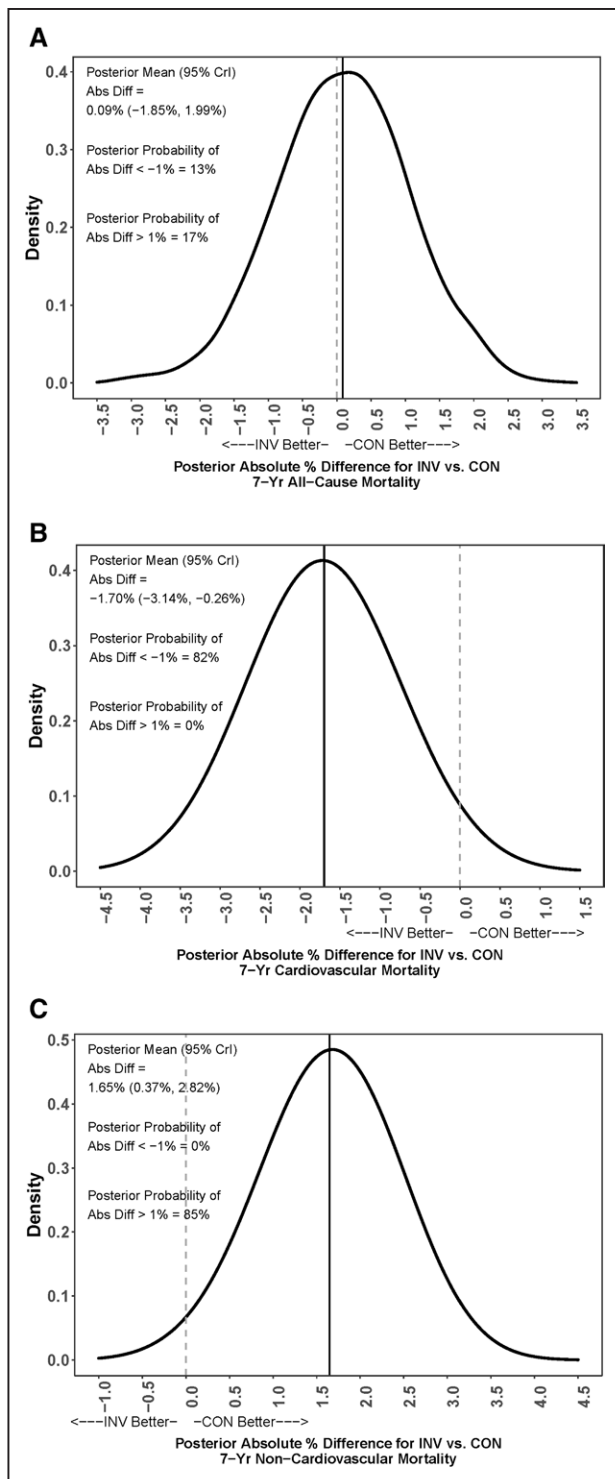 A
Posterior Mean (95% CrI)
Abs Diff =
0.09% (−1.85%, 1.99%)
Posterior Probability of
Abs Diff < −1% = 13%
Posterior Probability of
Abs Diff > 1% = 17%
Density
0.4
0.3
0.2
0.1
0.0
−3.5 −3.0 −2.5 −2.0 −1.5 −1.0 −0.5 0.0 0.5 1.0 1.5 2.0 2.5 3.0 3.5
<−−−INV Better− −CON Better−−−>
Posterior Absolute % Difference for INV vs. CON
7−Yr All−Cause Mortality
B
Posterior Mean (95% CrI)
Abs Diff =
−1.70% (−3.14%, −0.26%)
Posterior Probability of
Abs Diff < −1% = 82%
Posterior Probability of
Abs Diff > 1% = 0%
Density
0.4
0.3
0.2
0.1
0.0
−4.5 −4.0 −3.5 −3.0 −2.5 −2.0 −1.5 −1.0 −0.5 0.0 0.5 1.0 1.5
<−−−INV Better− −CON Better−−−>
Posterior Absolute % Difference for INV vs. CON
7−Yr Cardiovascular Mortality
C
Posterior Mean (95% CrI)
Abs Diff =
1.65% (0.37%, 2.82%)
Posterior Probability of
Abs Diff < −1% = 0%
Posterior Probability of
Abs Diff > 1% = 85%
Density
0.5
0.4
0.3
0.2
0.1
0.0
−1.0 −0.5 0.0 0.5 1.0 1.5 2.0 2.5 3.0 3.5 4.0 4.5
<−−−INV Better− −CON Better−−−>
Posterior Absolute % Difference for INV vs. CON
7−Yr Non−Cardiovascular Mortality